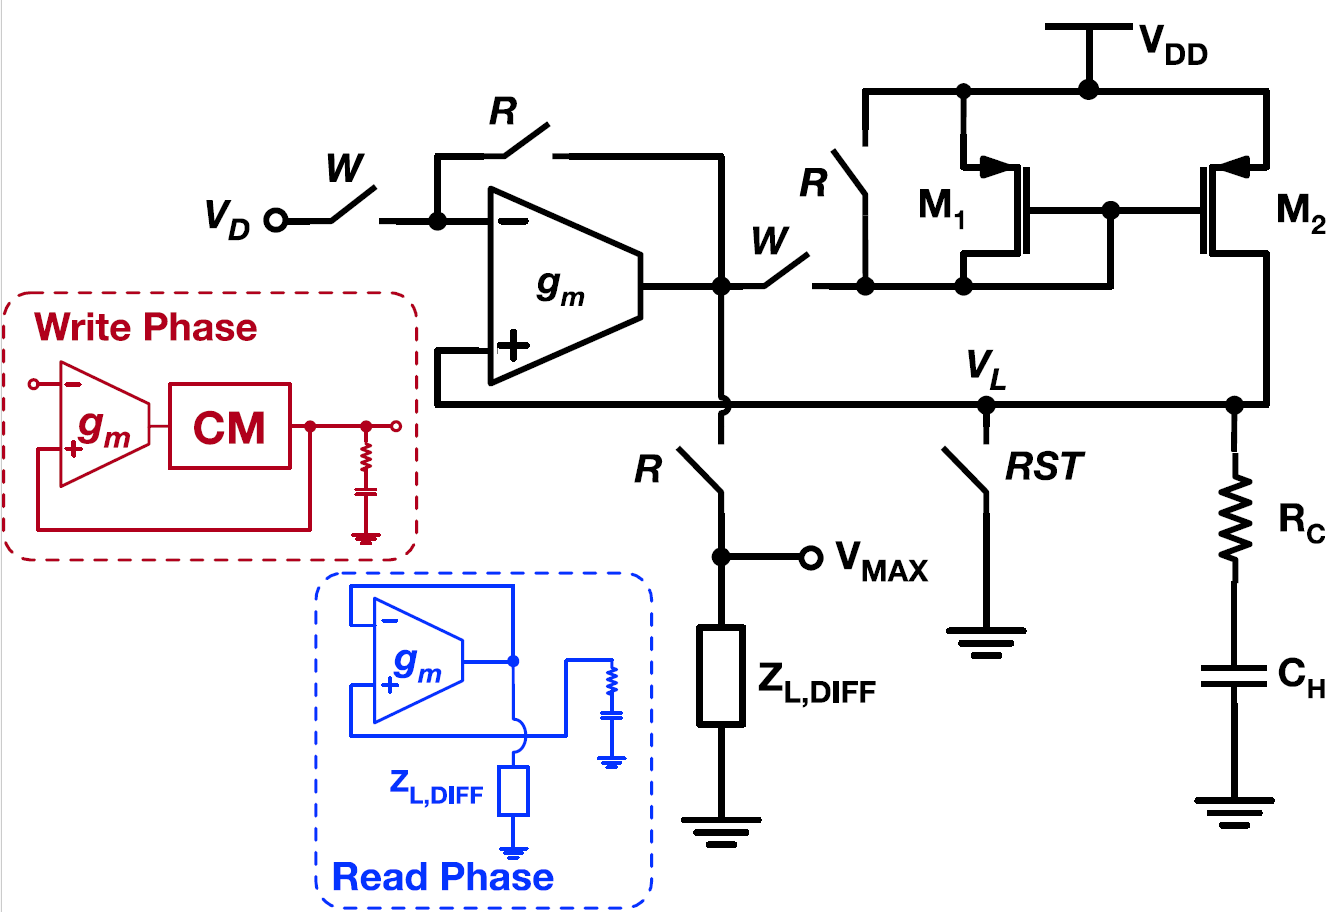 V_DD
R
W
V_D
−
g_m
+
W
R
M_1
M_2
V_L
Write Phase
−
g_m
+
CM
R
RST
R_C
V_MAX
−
g_m
+
Z_L,DIFF
Z_L,DIFF
C_H
Read Phase